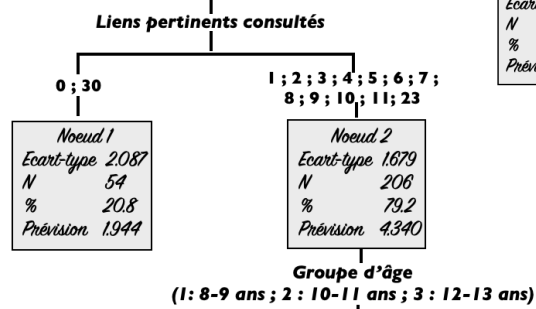 Ecart
N
%
Prévi
Liens pertinents consultés
0 ; 30
1 ; 2 ; 3 ; 4 ; 5 ; 6 ; 7 ;
8 ; 9 ; 10 ; 11; 23
Noeud 1
Ecart-type 2.087
N 54
% 20.8
Prévision 1.944
Noeud 2
Ecart-type 1.679
N 206
% 79.2
Prévision 4.340
Groupe d'âge
(1: 8-9 ans ; 2 : 10-11 ans ; 3 : 12-13 ans)